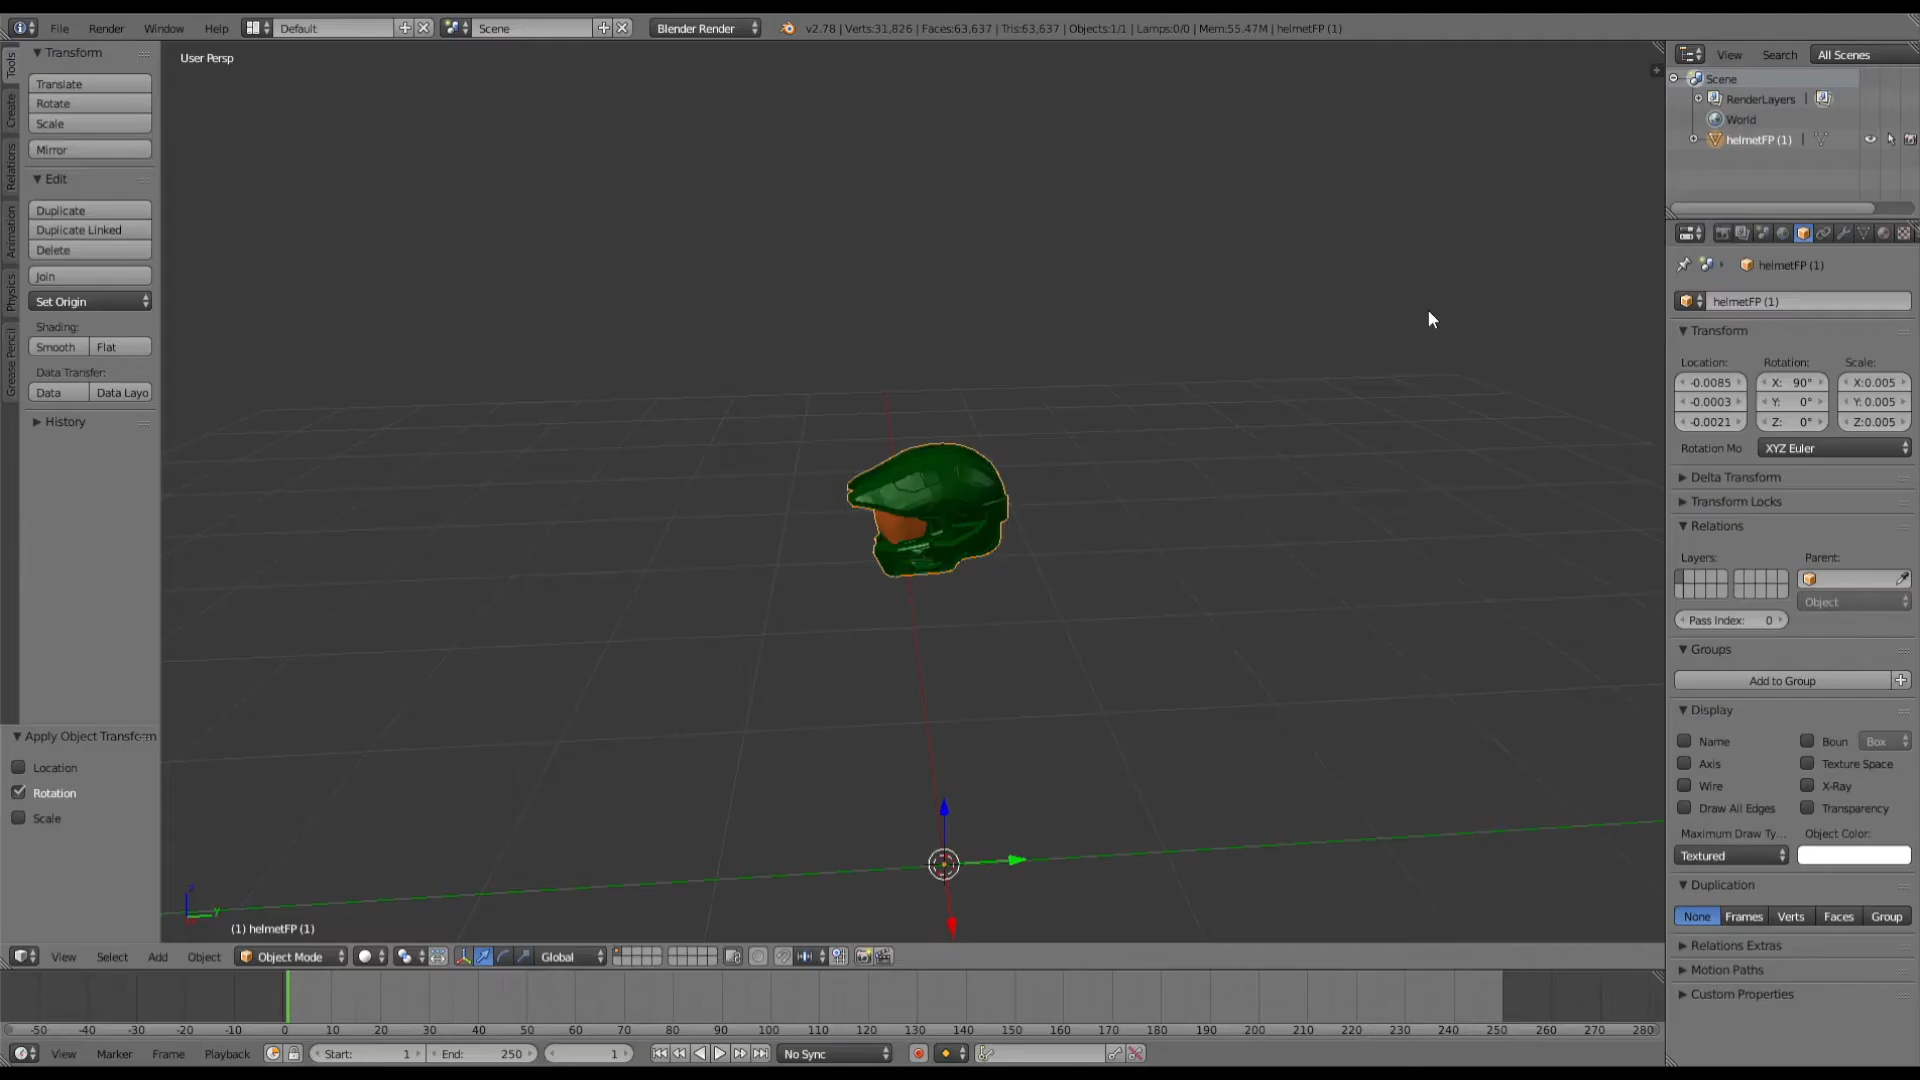 File Render Window Help Default Scene Blender Render v2.78 | Verts:31,826 | Faces:63,637 | Tris:63,637 | Objects:1/1 | Lamps:0/0 | Mem:55.47M | helmetFP (1)
Tools
Create
Relations
Animation
Physics
Grease Pencil
Transform
Translate
Rotate
Scale
Mirror
Edit
Duplicate
Duplicate Linked
Delete
Join
Set Origin
Shading:
Smooth Flat
Data Transfer:
Data Data Layo
History
Apply Object Transform
Location
Rotation
Scale
User Persp
z
y
(1) helmetFP (1)
View Select Add Object Object Mode Global
-50 -40 -30 -20 -10 0 10 20 30 40 50 60 70 80 90 100 110 120 130 140 150 160 170 180 190 200 210 220 230 240 250 260 270 280
View Marker Frame Playback Start: 1 End: 250 1 No Sync
View Search All Scenes
Scene
RenderLayers |
World
helmetFP (1) |
helmetFP (1)
helmetFP (1)
Transform
Location: Rotation: Scale:
-0.0085 X: 90° X:0.005
-0.0003 Y: 0° Y: 0.005
-0.0021 Z: 0° Z:0.005
Rotation Mo XYZ Euler
Delta Transform
Transform Locks
Relations
Layers: Parent:
Object
Pass Index: 0
Groups
Add to Group
Display
Name Boun Box
Axis Texture Space
Wire X-Ray
Draw All Edges Transparency
Maximum Draw Ty... Object Color:
Textured
Duplication
None Frames Verts Faces Group
Relations Extras
Motion Paths
Custom Properties